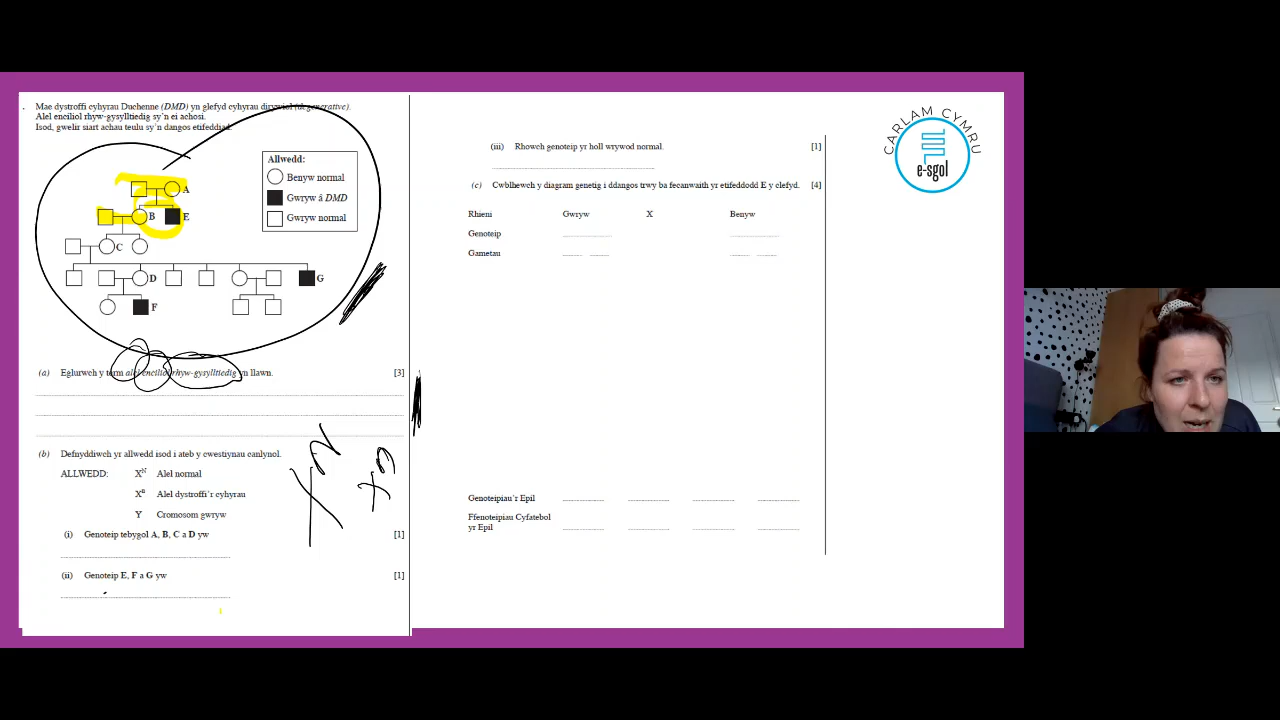 . Mae dystroffi cyhyrau Duchenne (DMD) yn glefyd cyhyrau dirywiol (degenerative).
Alel enciliol rhyw-gysylltiedig sy'n ei achosi.
Isod, gwelir siart achau teulu sy'n dangos etifeddiad.
Allwedd:
Benyw normal
Gwryw â DMD
Gwryw normal
A
B
E
C
D
G
F
(a) Eglurwch y term alel enciliol rhyw-gysylltiedig yn llawn. [3]
(b) Defnyddiwch yr allwedd isod i ateb y cwestiynau canlynol.
ALLWEDD: X^N Alel normal
X^n Alel dystroffi'r cyhyrau
Y Cromosom gwryw
(i) Genoteip tebygol A, B, C a D yw [1]
(ii) Genoteip E, F a G yw [1]
X^N
X^n
(iii) Rhowch genoteip yr holl wrywod normal. [1]
(c) Cwblhewch y diagram genetig i ddangos trwy ba fecanwaith yr etifeddodd E y clefyd. [4]
Rhieni Gwryw X Benyw
Genoteip
Gametau
Genoteipiau'r Epil
Ffenoteipiau Cyfatebol
yr Epil
CARLAM CYMRU
e-sgol